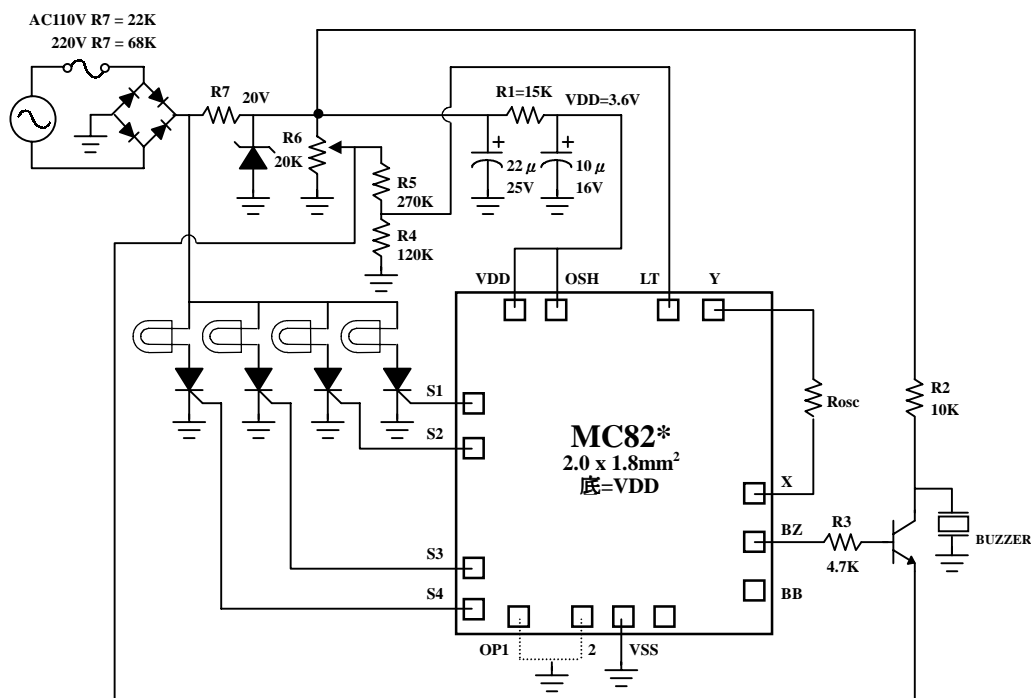 AC110V R7 = 22K
220V R7 = 68K
R7
20V
R1=15K
VDD=3.6V
R6
20K
+
22 μ
25V
+
10 μ
16V
R5
270K
R4
120K
VDD
OSH
LT
Y
S1
S2
S3
S4
MC82*
2.0 x 1.8mm²
底=VDD
Rosc
X
BZ
BB
R2
10K
R3
4.7K
BUZZER
OP1
2
VSS